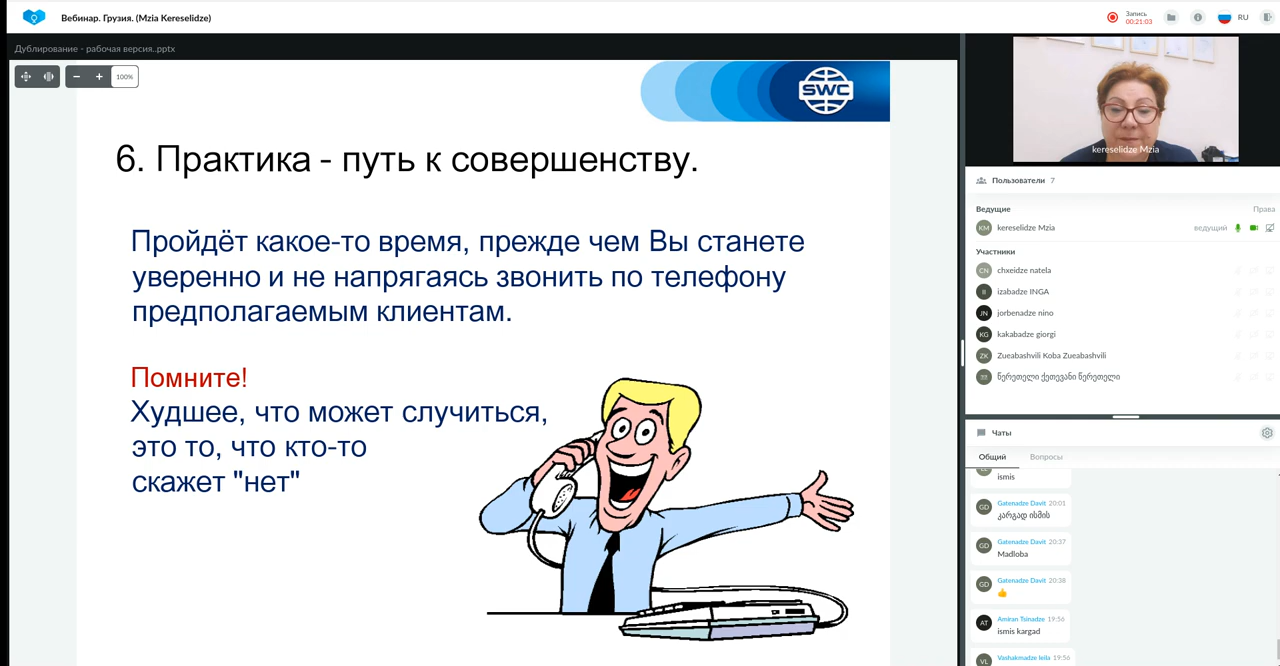 Вебинар. Грузия. (Mzia Kereselidze)
Запись
00:21:03
RU
Дублирование - рабочая версия..pptx
100%
SWC
6. Практика - путь к совершенству.
Пройдёт какое-то время, прежде чем Вы станете
уверенно и не напрягаясь звонить по телефону
предполагаемым клиентам.
Помните!
Худшее, что может случиться,
это то, что кто-то
скажет "нет"
kereselidze Mzia
Пользователи 7
Ведущие Права
KM kereselidze Mzia ведущий
Участники
CN chxeidze natela
II izabadze INGA
JN jorbenadze nino
KG kakabadze giorgi
ZK Zueabashvili Koba Zueabashvili
წერეთელი ქეთევანი წერეთელი
Чаты
Общий Вопросы
ismis
GD Gatenadze Davit 20:01
კარგად ისმის
GD Gatenadze Davit 20:37
Madloba
GD Gatenadze Davit 20:38
👍
AT Amiran Tsinadze 19:56
ismis kargad
VL Vashakmadze leila 19:56